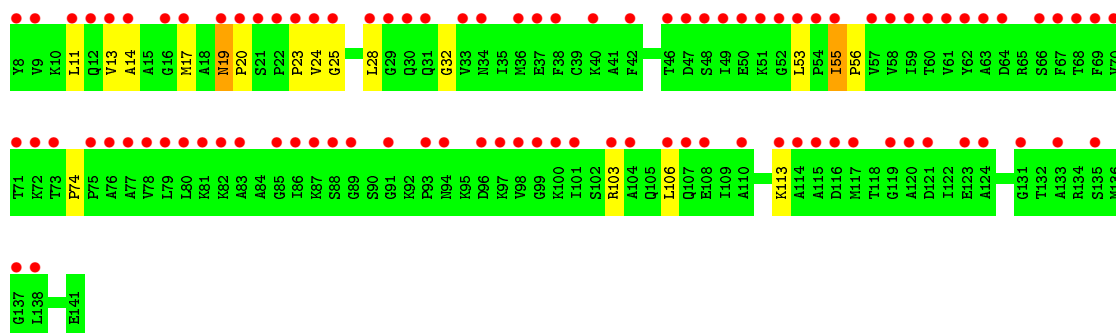 Y8 V9 K10 L11 Q12 V13 A14 A15 G16 M17 A18 N19 P20 S21 P22 P23 V24 G25 L28 G29 Q30 Q31 G32 V33 N34 I35 M36 E37 F38 C39 K40 A41 F42 T46 D47 S48 I49 E50 K51 G52 L53 P54 I55 P56 V57 V58 I59 T60 V61 Y62 A63 D64 R65 S66 F67 T68 F69 V70
T71 K72 T73 P74 P75 A76 A77 V78 L79 L80 K81 K82 A83 A84 G85 I86 K87 S88 G89 S90 G91 K92 P93 N94 K95 D96 K97 V98 G99 K100 I101 S102 R103 A104 Q105 L106 Q107 E108 I109 A110 K113 A114 A115 D116 M117 T118 G119 A120 D121 I122 E123 A124 G131 T132 A133 R134 S135 M136
G137 L138 E141